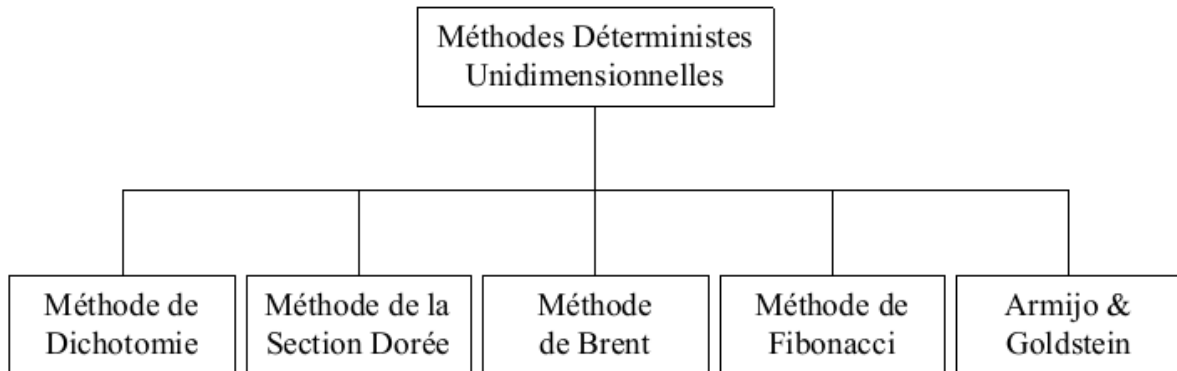 Méthodes Déterministes
Unidimensionnelles
Méthode de
Dichotomie
Méthode de la
Section Dorée
Méthode
de Brent
Méthode de
Fibonacci
Armijo &
Goldstein